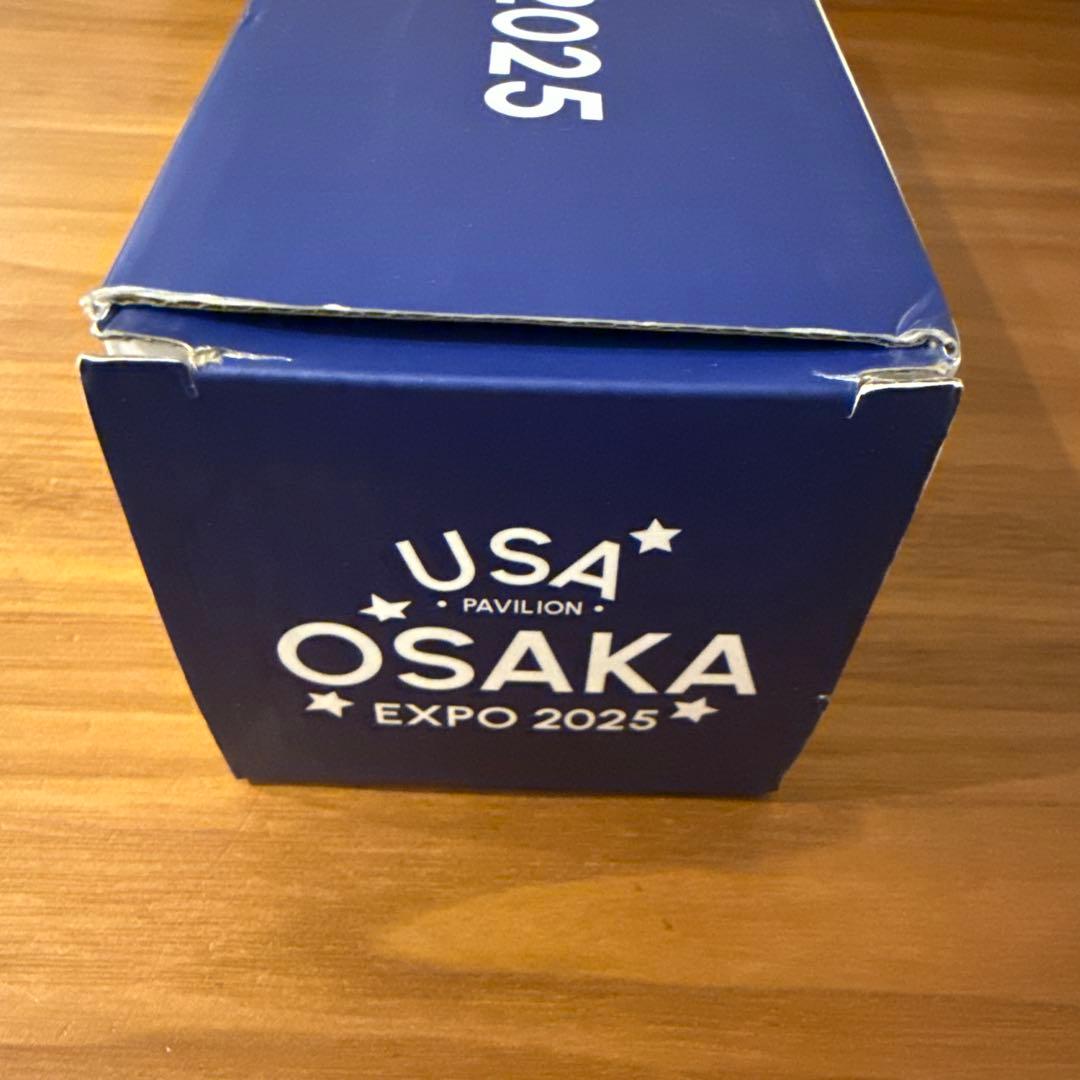 2025
USA
• PAVILION •
OSAKA
EXPO 2025